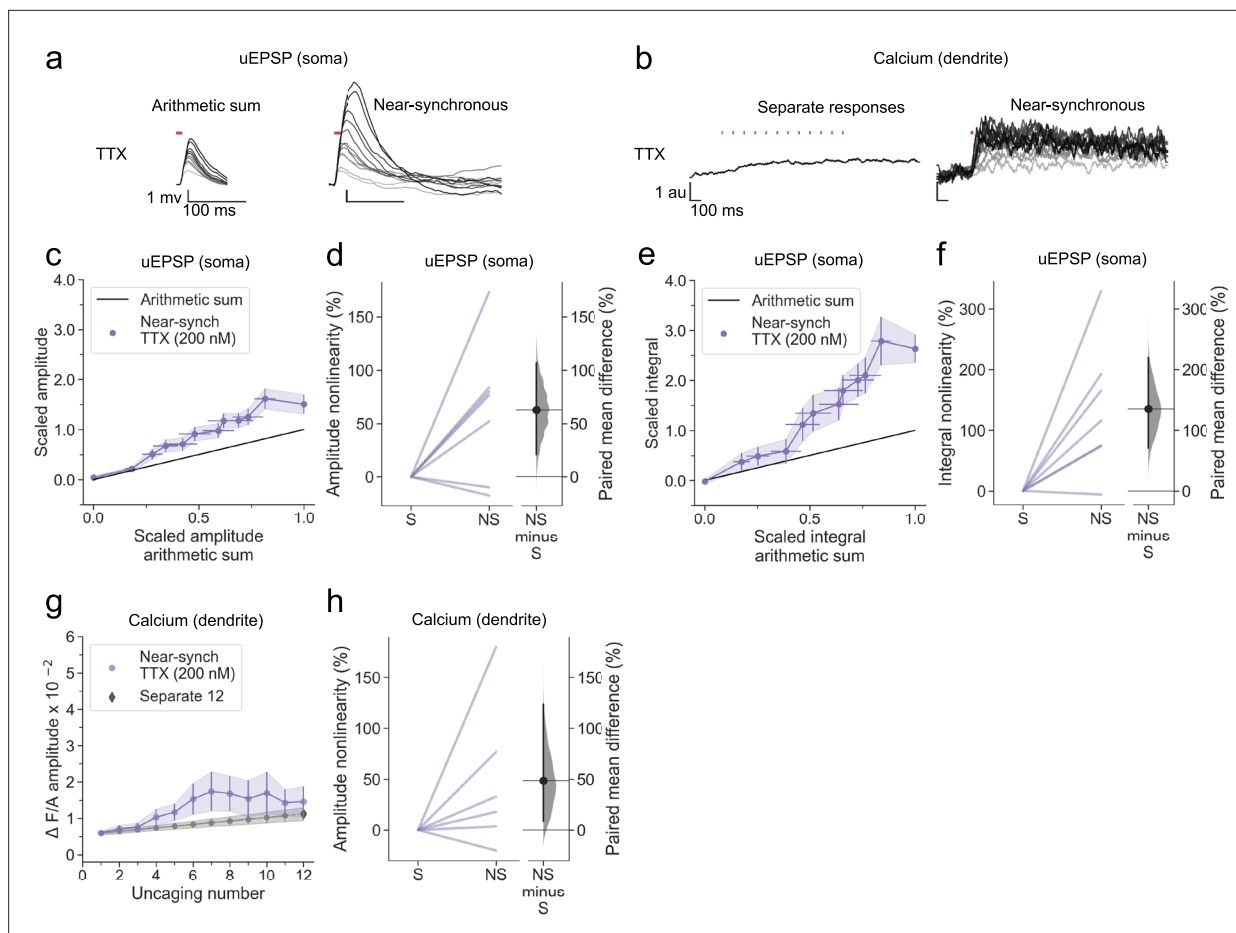 a
uEPSP (soma)
Arithmetic sum
Near-synchronous
TTX
1 mv
100 ms
b
Calcium (dendrite)
Separate responses
Near-synchronous
TTX
1 au
100 ms
c
uEPSP (soma)
Arithmetic sum
Near-synch
TTX (200 nM)
Scaled amplitude
4.0
3.0
2.0
1.0
0.0
0.0
0.5
1.0
Scaled amplitude
arithmetic sum
d
uEPSP (soma)
Amplitude nonlinearity (%)
150
100
50
0
S
NS
Paired mean difference (%)
150
100
50
0
NS
minus
S
e
uEPSP (soma)
Arithmetic sum
Near-synch
TTX (200 nM)
Scaled integral
4.0
3.0
2.0
1.0
0.0
0.0
0.5
1.0
Scaled integral
arithmetic sum
f
uEPSP (soma)
Integral nonlinearity (%)
300
200
100
0
S
NS
Paired mean difference (%)
300
200
100
0
NS
minus
S
g
Calcium (dendrite)
Near-synch
TTX (200 nM)
Separate 12
Δ F/A amplitude x 10 −2
6
5
4
3
2
1
0
2
4
6
8
10
12
Uncaging number
h
Calcium (dendrite)
Amplitude nonlinearity (%)
150
100
50
0
S
NS
Paired mean difference (%)
150
100
50
0
NS
minus
S